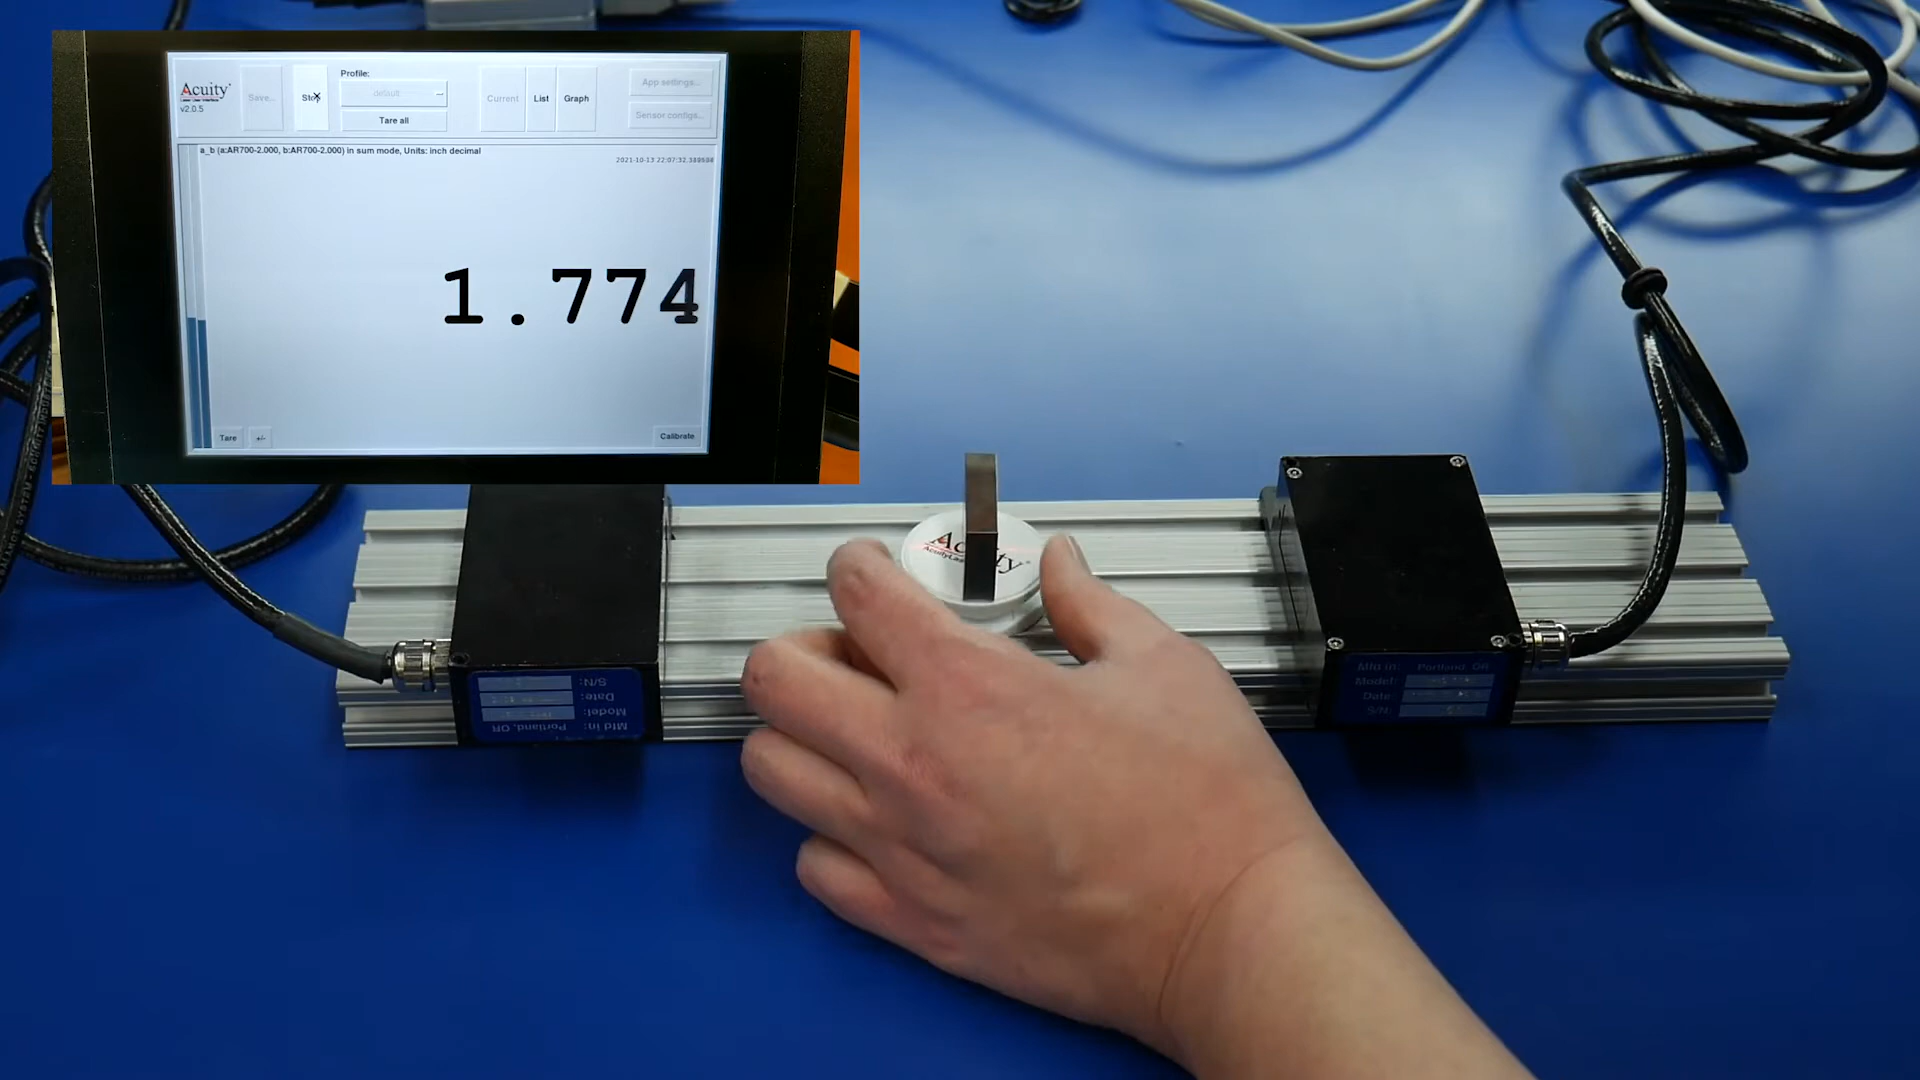 Acuity
v2.0.5
Save...
Stop
Profile:
default
Tare all
Current
List
Graph
App settings...
Sensor configs...
a_b (a:AR700-2.000, b:AR700-2.000) in sum mode, Units: inch decimal
2021-10-13 22:07:32.388688
1.774
Tare
+/-
Calibrate
Acuity
Mfd in: Portland, OR
Model:
Date:
S/N:
Mfd in: Portland, OR
Model:
Date:
S/N: